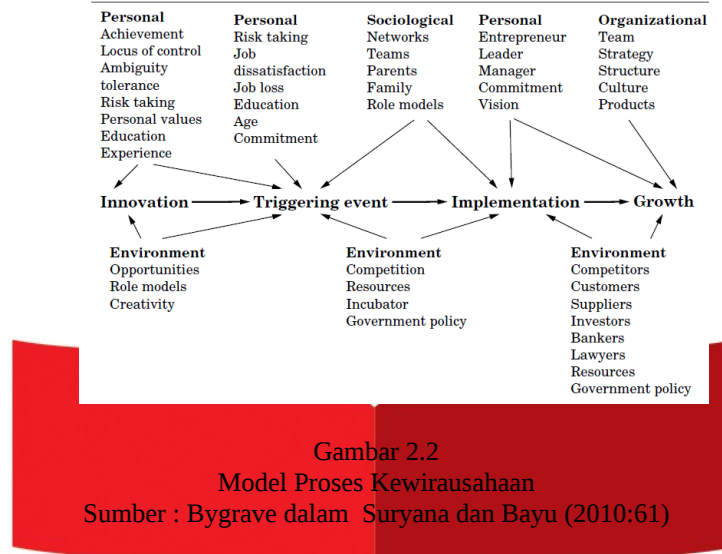 Personal
Achievement
Locus of control
Ambiguity
tolerance
Risk taking
Personal values
Education
Experience
Personal
Risk taking
Job
dissatisfaction
Job loss
Education
Age
Commitment
Sociological
Networks
Teams
Parents
Family
Role models
Personal
Entrepreneur
Leader
Manager
Commitment
Vision
Organizational
Team
Strategy
Structure
Culture
Products
Innovation
Triggering event
Implementation
Growth
Environment
Opportunities
Role models
Creativity
Environment
Competition
Resources
Incubator
Government policy
Environment
Competitors
Customers
Suppliers
Investors
Bankers
Lawyers
Resources
Government policy
Gambar 2.2
Model Proses Kewirausahaan
Sumber : Bygrave dalam Suryana dan Bayu (2010:61)